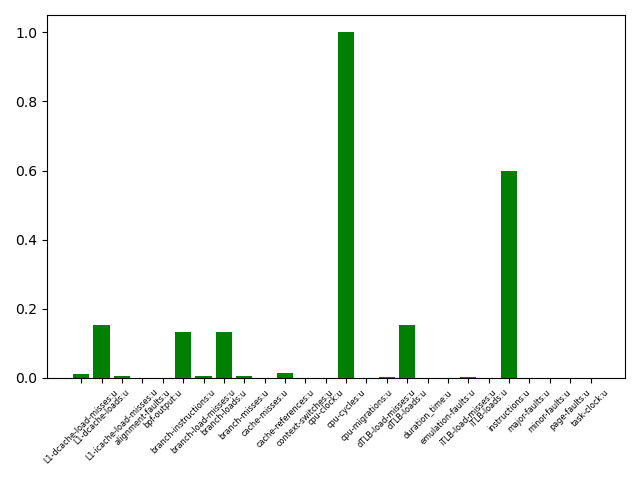 1.0
0.8
0.6
0.4
0.2
0.0
L1-dcache-load-misses:u
L1-dcache-loads:u
L1-icache-load-misses:u
alignment-faults:u
bpf-output:u
branch-instructions:u
branch-load-misses:u
branch-loads:u
branch-misses:u
cache-misses:u
cache-references:u
context-switches:u
cpu-clock:u
cpu-cycles:u
cpu-migrations:u
dTLB-load-misses:u
dTLB-loads:u
duration_time:u
emulation-faults:u
iTLB-load-misses:u
iTLB-loads:u
instructions:u
major-faults:u
minor-faults:u
page-faults:u
task-clock:u